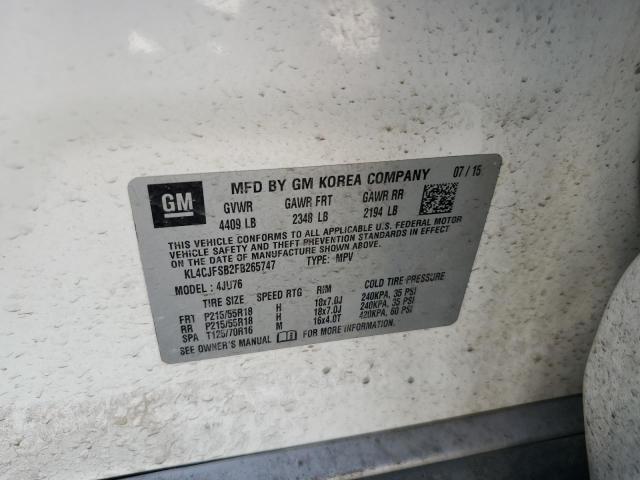 GM
MFD BY GM KOREA COMPANY 07 / 15
GVWR GAWR FRT GAWR RR
4409 LB 2348 LB 2194 LB
THIS VEHICLE CONFORMS TO ALL APPLICABLE U.S. FEDERAL MOTOR
VEHICLE SAFETY AND THEFT PREVENTION STANDARDS IN EFFECT
ON THE DATE OF MANUFACTURE SHOWN ABOVE.
KL4CJFSB2FB265747 TYPE: MPV
MODEL : 4JU76
TIRE SIZE SPEED RTG RIM COLD TIRE PRESSURE
FRT P215/55R18 H 18x7.0J 240KPA, 35 PSI
RR P215/55R18 H 18x7.0J 240KPA, 35 PSI
SPA T125/70R16 M 16x4.0T 420KPA, 60 PSI
SEE OWNER'S MANUAL FOR MORE INFORMATION.